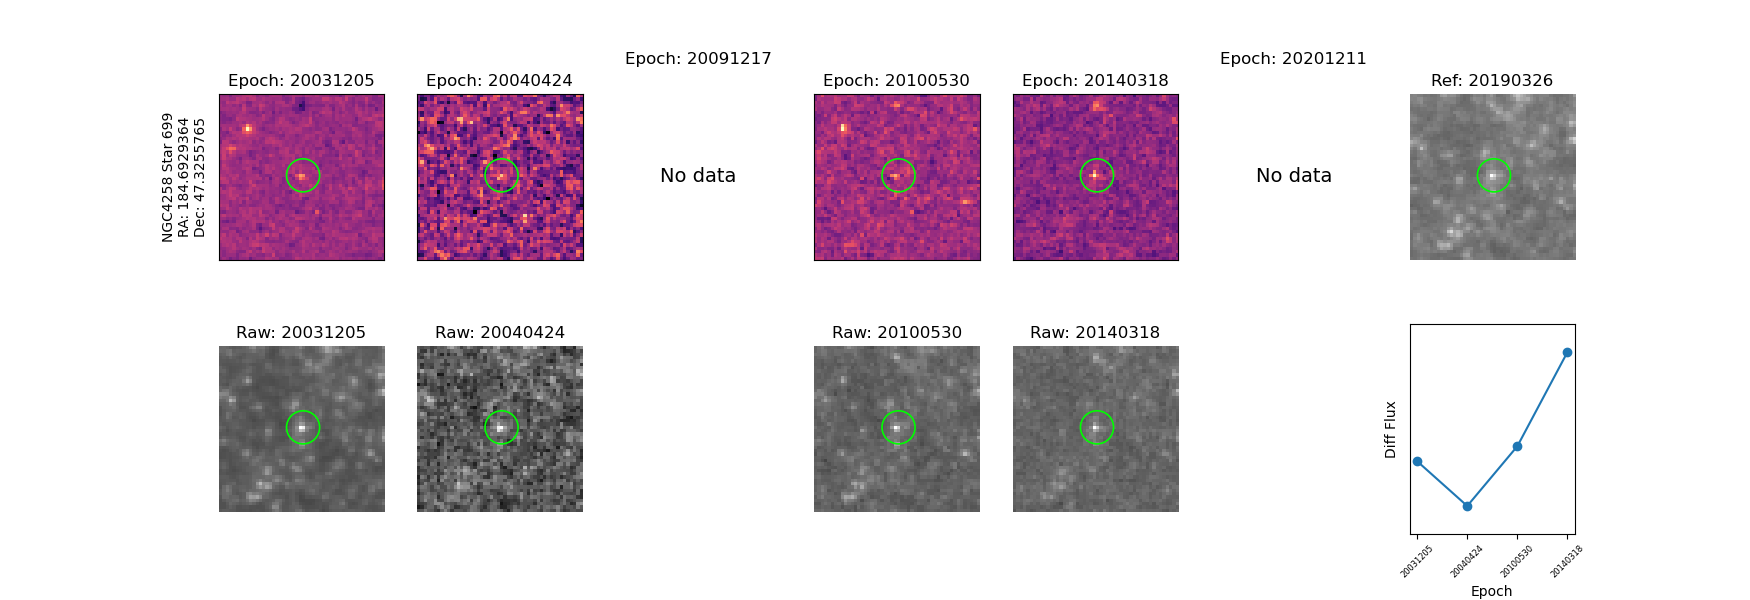 Epoch: 20091217
Epoch: 20201211
Epoch: 20031205
Epoch: 20040424
Epoch: 20100530
Epoch: 20140318
Ref: 20190326
NGC4258 Star 699
RA: 184.6929364
Dec: 47.3255765
No data
No data
Raw: 20031205
Raw: 20040424
Raw: 20100530
Raw: 20140318
Diff Flux
20031205
20040424
20100530
20140318
Epoch